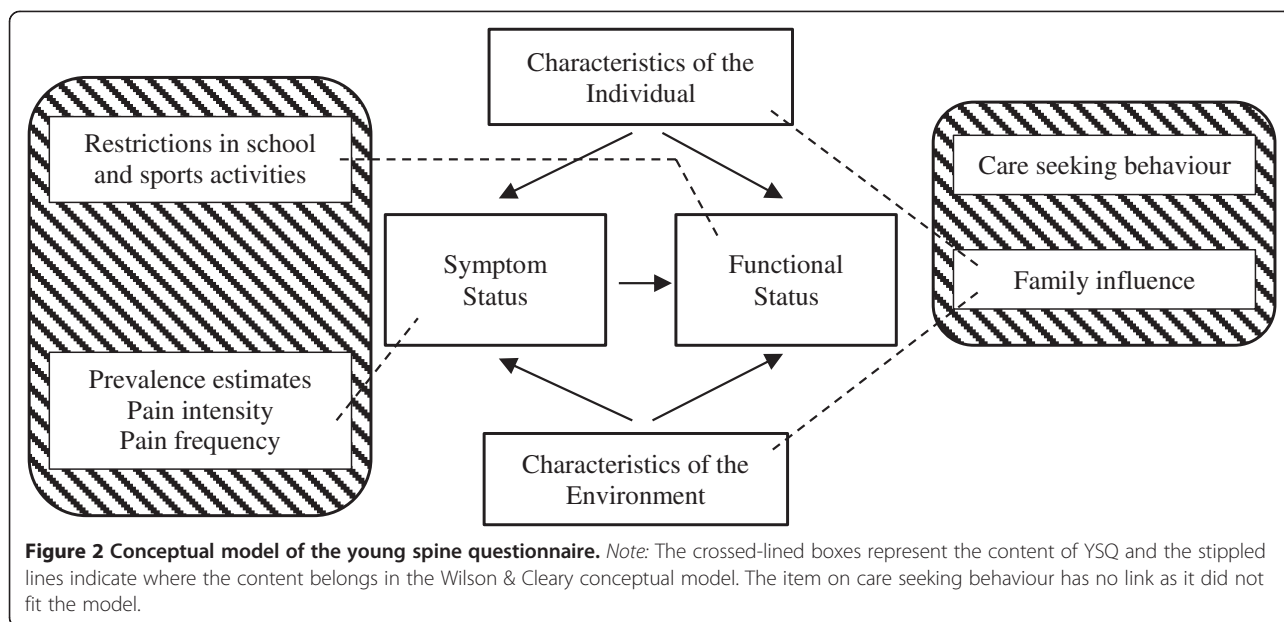 Characteristics of the
Individual
Restrictions in school
and sports activities
Care seeking behaviour
Symptom
Status
Functional
Status
Family influence
Prevalence estimates
Pain intensity
Pain frequency
Characteristics of the
Environment
Figure 2 Conceptual model of the young spine questionnaire. Note: The crossed-lined boxes represent the content of YSQ and the stippled
lines indicate where the content belongs in the Wilson & Cleary conceptual model. The item on care seeking behaviour has no link as it did not
fit the model.